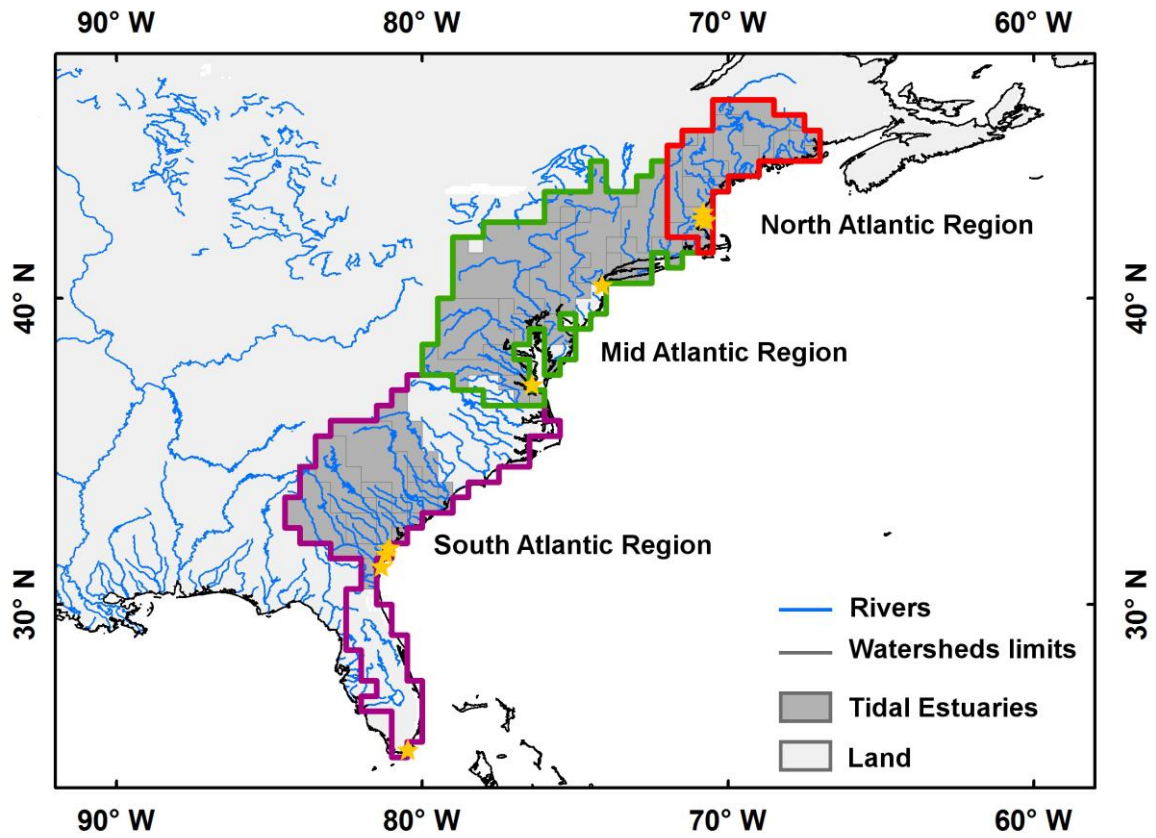 90° W 80° W 70° W 60° W
North Atlantic Region
40° N 40° N
Mid Atlantic Region
South Atlantic Region
30° N 30° N
Rivers
Watersheds limits
Tidal Estuaries
Land
90° W 80° W 70° W 60° W